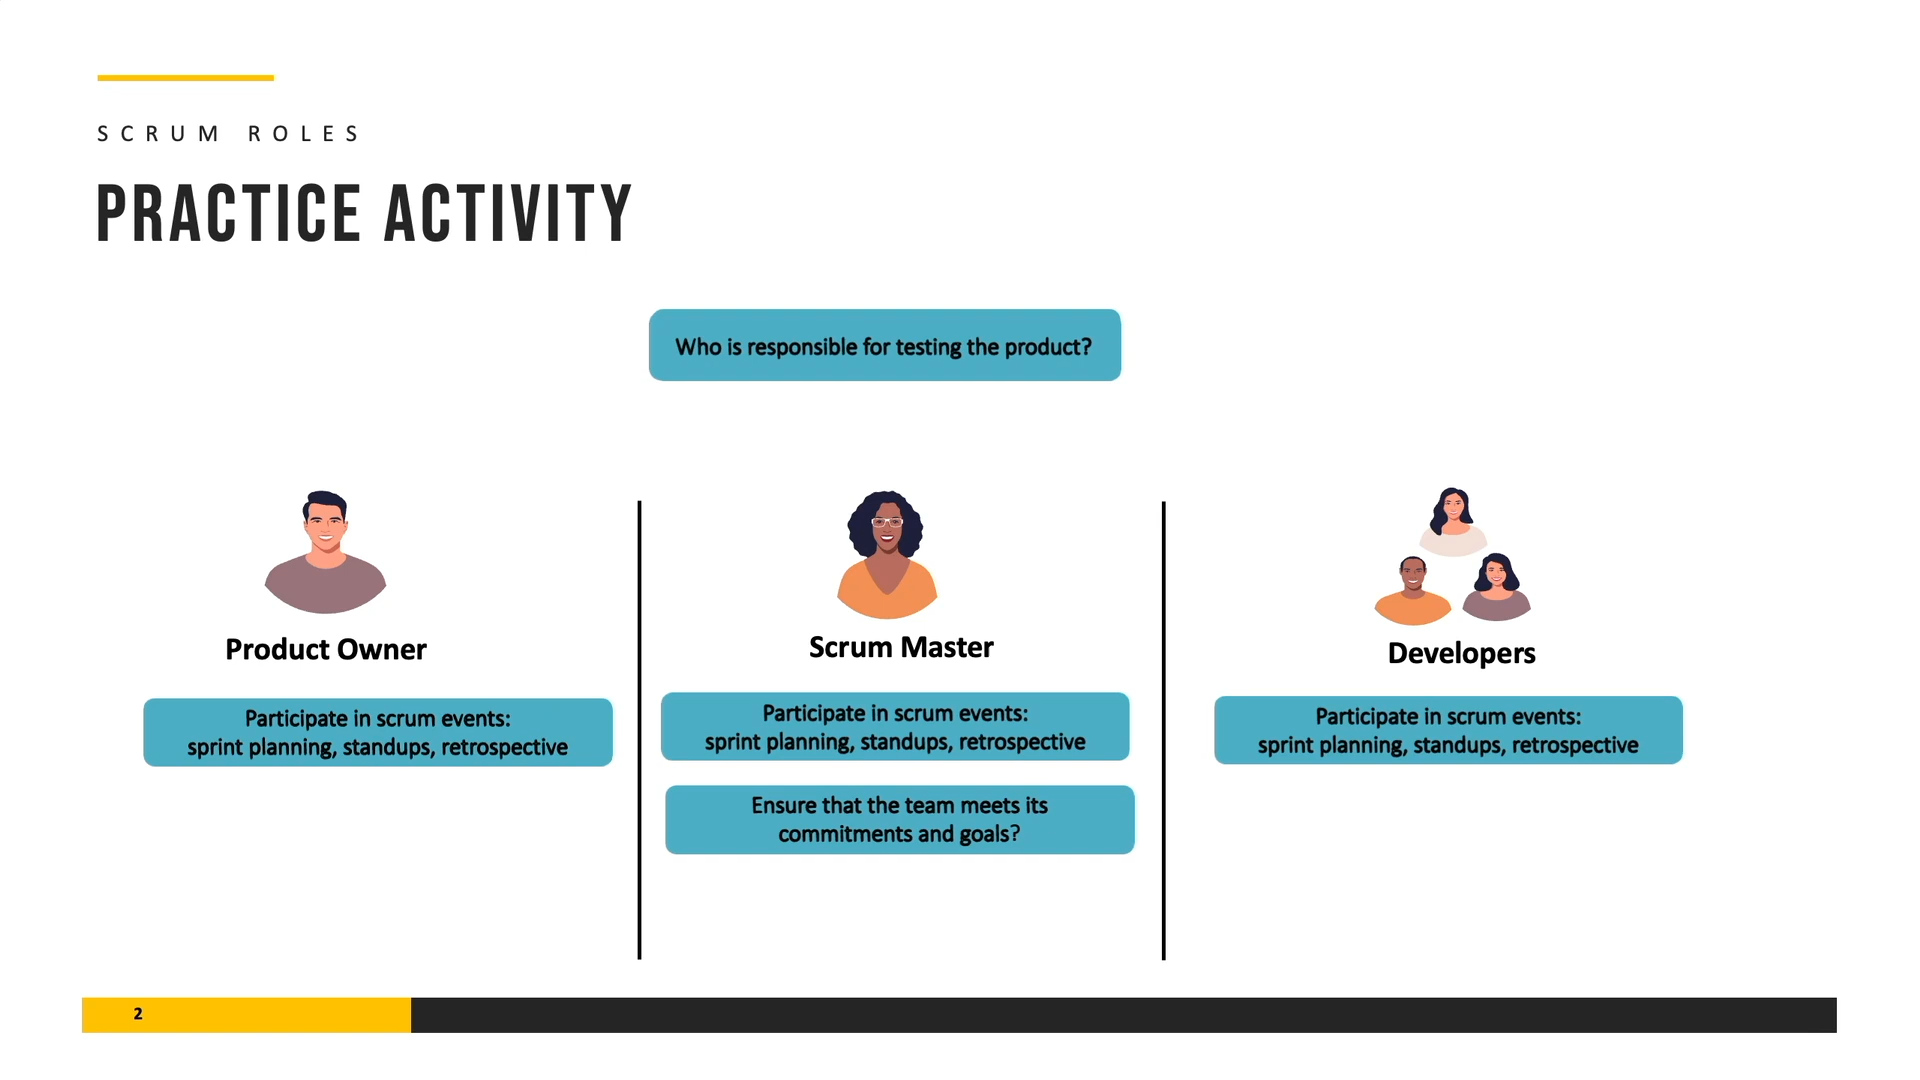 SCRUM ROLES
PRACTICE ACTIVITY
Who is responsible for testing the product?
Product Owner
Participate in scrum events:
sprint planning, standups, retrospective
Scrum Master
Participate in scrum events:
sprint planning, standups, retrospective
Ensure that the team meets its
commitments and goals?
Developers
Participate in scrum events:
sprint planning, standups, retrospective
2